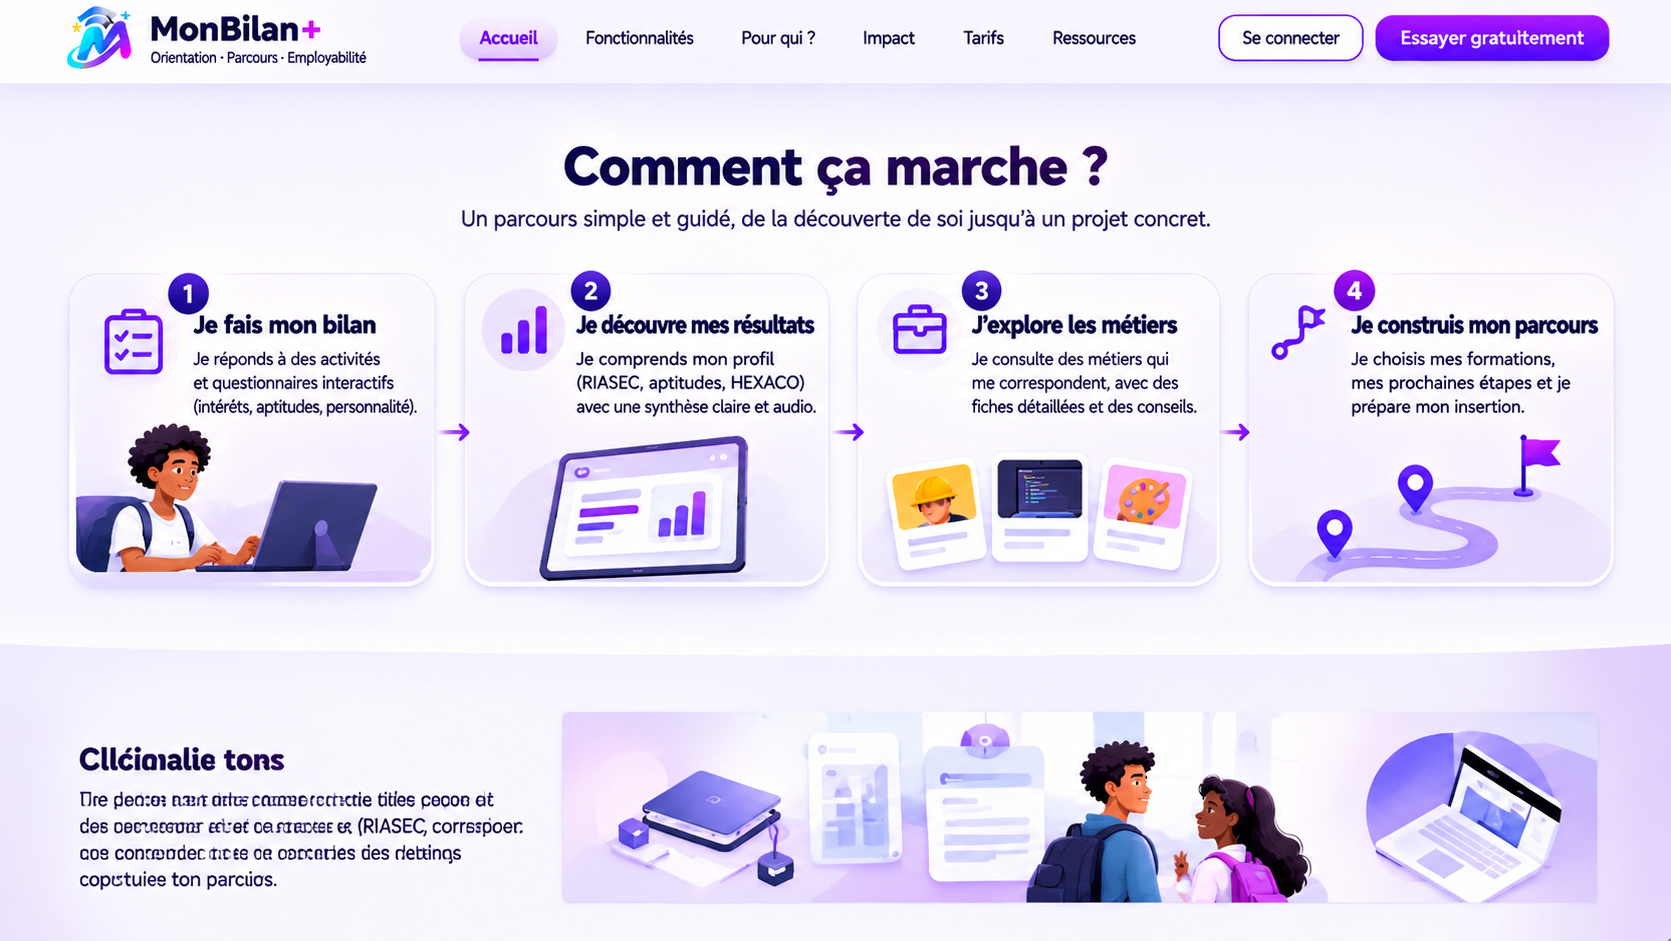 MonBilan+
Orientation · Parcours · Employabilité
Accueil
Fonctionnalités
Pour qui ?
Impact
Tarifs
Ressources
Se connecter
Essayer gratuitement
Comment ça marche ?
Un parcours simple et guidé, de la découverte de soi jusqu’à un projet concret.
1
Je fais mon bilan
Je réponds à des activités
et questionnaires interactifs
(intéréts, aptitudes, personnalité).
2
Je découvre mes résultats
Je comprends mon profil
(RIASEC, aptitudes, HEXACO)
avec une synthèse claire et audio.
3
J’explore les métiers
Je consulte des métiers qui
me correspondent, avec des
fiches détaillées et des conseils.
4
Je construis mon parcours
Je choisis mes formations,
mes prochaines étapes et je
prépare mon insertion.
tons
des (RIASEC,
des
ton